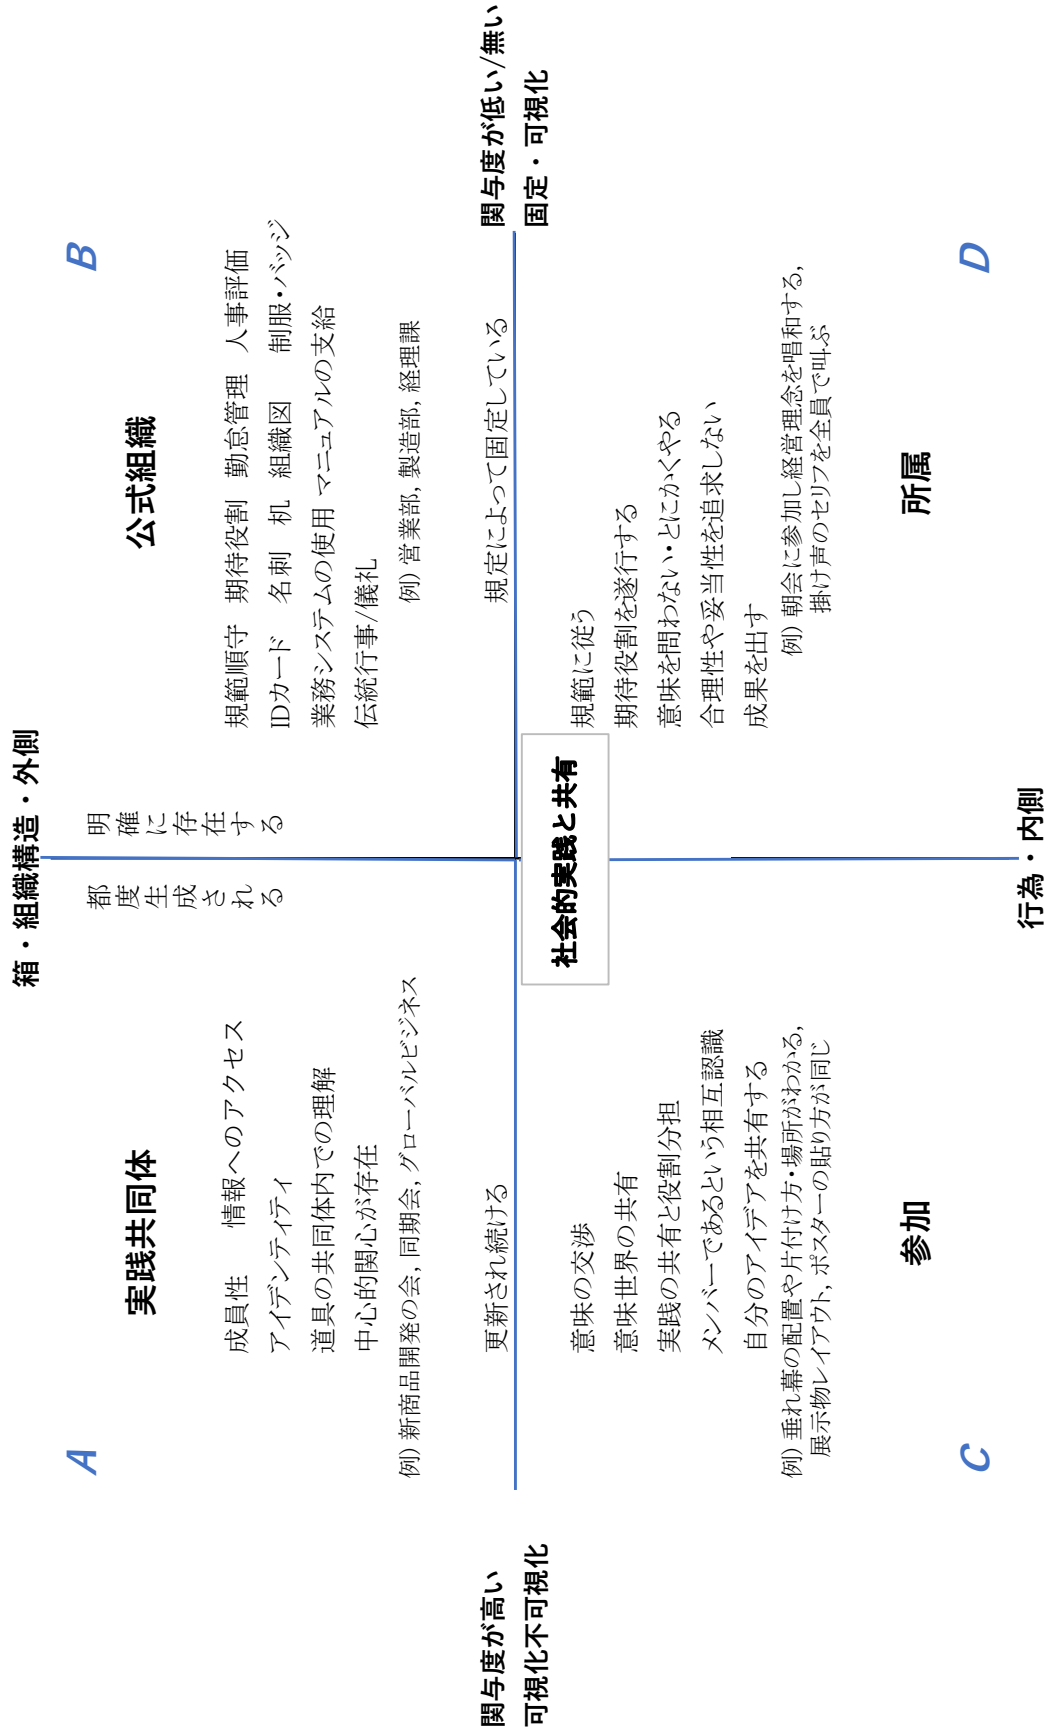 箱・組織構造・外側
A
B
実践共同体
公式組織
都度生成される
明確に存在する
成員性　情報へのアクセス
アイデンティティ
道具の共同体内での理解
中心的関心が存在
例) 新商品開発の会, 同期会, グローバルビジネス
更新され続ける
規範順守　期待役割　勤怠管理　人事評価
IDカード　名刺　机　組織図　制服・バッジ
業務システムの使用 マニュアルの支給
伝統行事/儀礼
例) 営業部, 製造部, 経理課
規定によって固定している
関与度が高い
可視化不可視化
関与度が低い/無い
固定・可視化
社会的実践と共有
意味の交渉
意味世界の共有
実践の共有と役割分担
メンバーであるという相互認識
自分のアイデアを共有する
例) 垂れ幕の配置や片付け方・場所がわかる,
展示物レイアウト, ポスターの貼り方が同じ
参加
C
規範に従う
期待役割を遂行する
意味を問わない・とにかくやる
合理性や妥当性を追求しない
成果を出す
例) 朝会に参加し経営理念を唱和する,
掛け声のセリフを全員で叫ぶ
所属
D
行為・内側